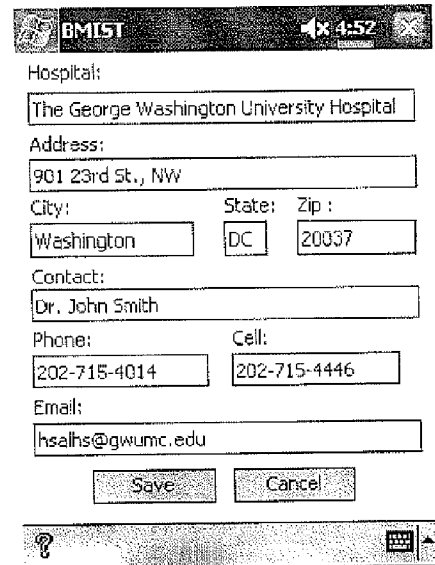 BMIST 4:52
Hospital:
The George Washington University Hospital
Address:
901 23rd St., NW
City: State: Zip :
Washington DC 20037
Contact:
Dr. John Smith
Phone: Cell:
202-715-4014 202-715-4446
Email:
hsalhs@gwumc.edu
Save Cancel
?